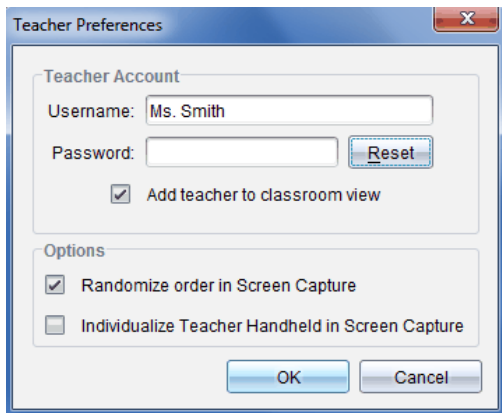 Teacher Preferences
Teacher Account
Username: Ms. Smith
Password: Reset
Add teacher to classroom view
Options
Randomize order in Screen Capture
Individualize Teacher Handheld in Screen Capture
OK Cancel